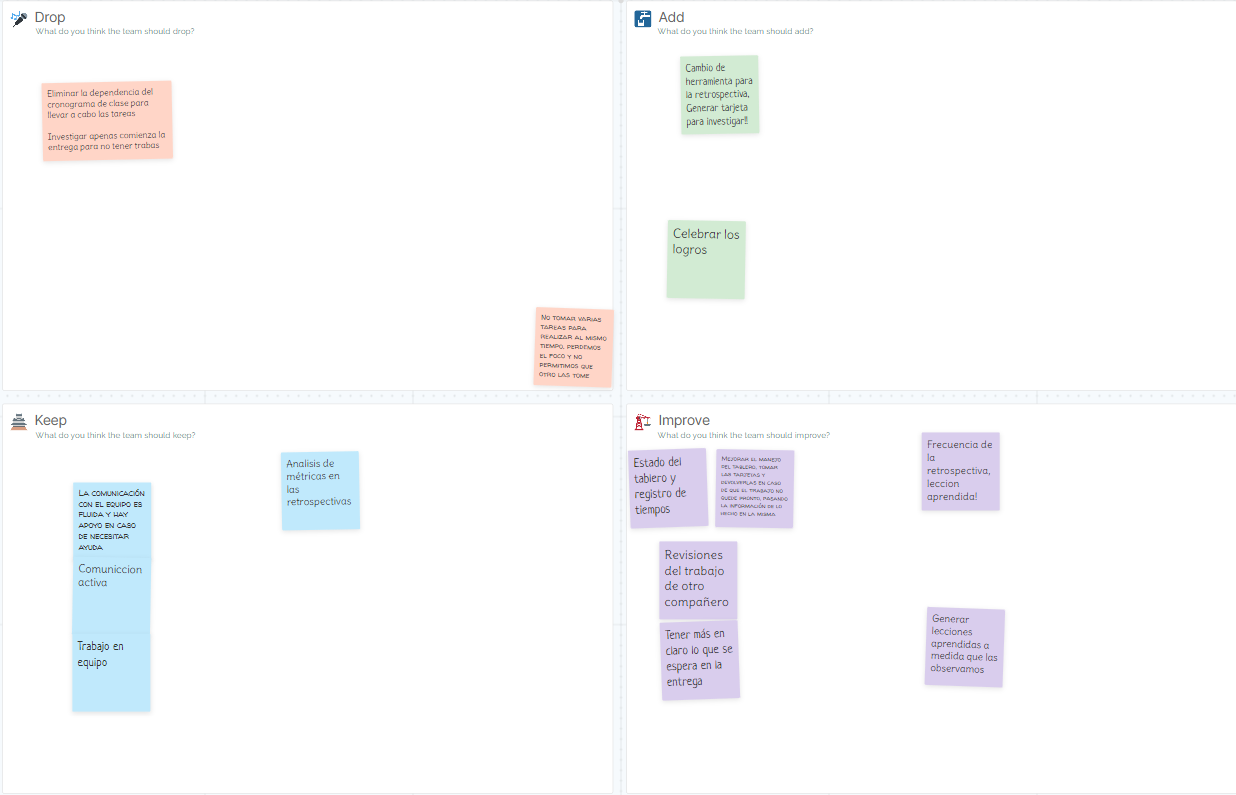 Drop
What do you think the team should drop?
Eliminar la dependencia del
cronograma de clase para
llevar a cabo las tareas
Investigar apenas comienza la
entrega para no tener trabas
No tomar varias
tareas para
realizar al mismo
tiempo, perdemos
el foco y no
permitimos que
otro las tome
Add
What do you think the team should add?
Cambio de
herramienta para
la retrospectiva,
Generar tarjeta
para investigar!!
Celebrar los
logros
Keep
What do you think the team should keep?
La comunicación
con el equipo es
fluida y hay
apoyo en caso
de necesitar
ayuda
Comuniccion
activa
Trabajo en
equipo
Analisis de
métricas en
las
retrospectivas
Improve
What do you think the team should improve?
Estado del
tablero y
registro de
tiempos
Mejorar el manejo
del tablero, tomar
las tarjetas y
devolverlas en caso
de que el trabajo no
quede pronto, pasando
la información de lo
hecho en la misma
Frecuencia de
la
retrospectiva,
leccion
aprendida!
Revisiones
del trabajo
de otro
compañero
Tener más en
claro lo que se
espera en la
entrega
Generar
lecciones
aprendidas a
medida que las
observamos